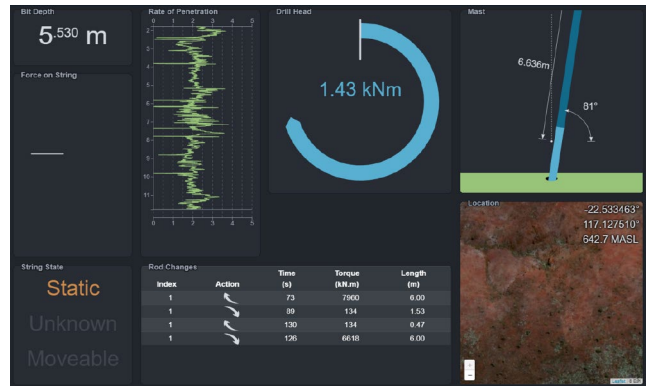 Bit Depth
5.530 m
Force on String
Rate of Penetration
0 1 2 3 4 5
2
3
4
5
6
7
8
9
10
11
0 1 2 3 4 5
Drill Head
1.43 kNm
Mast
6.636m
81°
Location
-22.533463°
117.127510°
642.7 MASL
+
−
Leaflet
String State
Static
Unknown
Moveable
Rod Changes
Index Action Time (s) Torque (kN.m) Length (m)
1 73 7960 6.00
1 89 134 1.53
1 130 134 0.47
1 126 6618 6.00